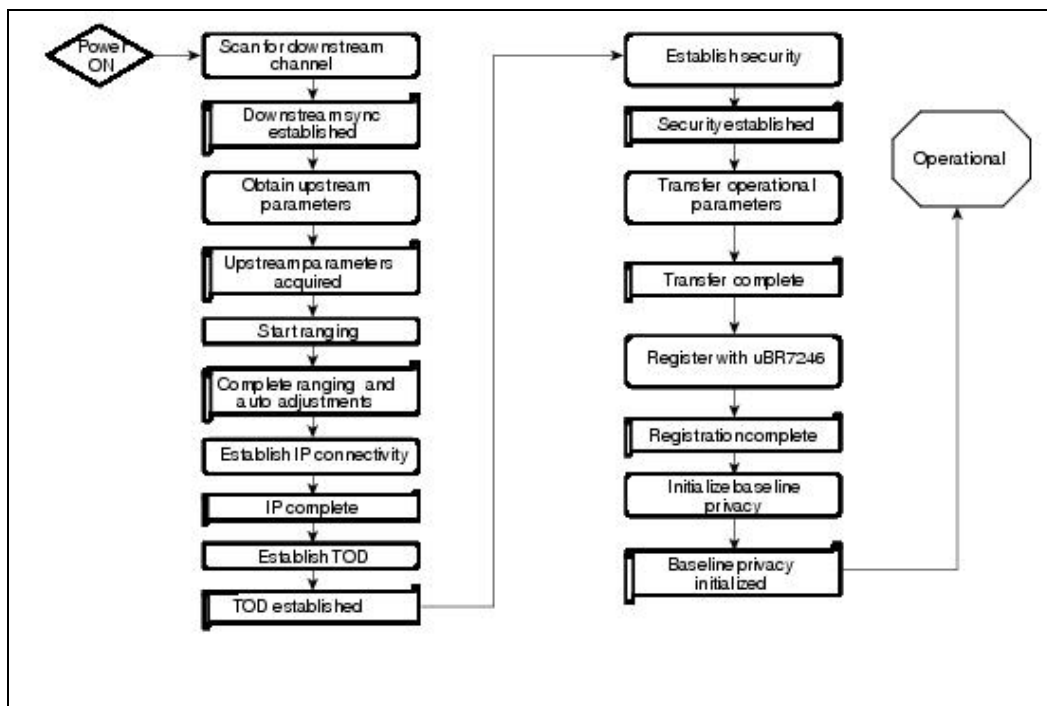 Power
ON
Scan for downstream
channel
Downstream sync
established
Obtain upstream
parameters
Upstream parameters
acquired
Start ranging
Complete ranging and
auto adjustments
Establish IP connectivity
IP complete
Establish TOD
TOD established
Establish security
Security established
Transfer operational
parameters
Transfer complete
Register with uBR7246
Registration complete
Initialize baseline
privacy
Baseline privacy
initialized
Operational